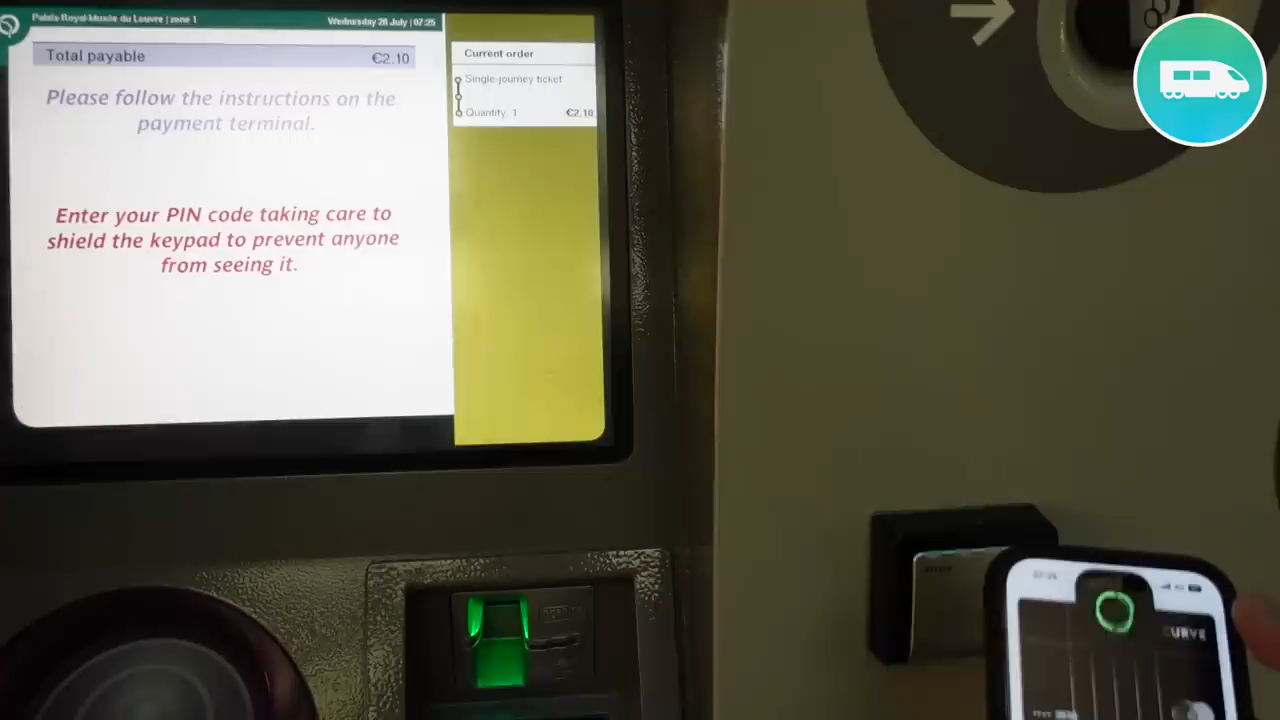 Palais-Royal-Musée du Louvre | zone 1
Wednesday 28 July | 07:25
Total payable
€2.10
Please follow the instructions on the
payment terminal.
Enter your PIN code taking care to
shield the keypad to prevent anyone
from seeing it.
Current order
Single-journey ticket
Quantity: 1
€2.10
CURVE